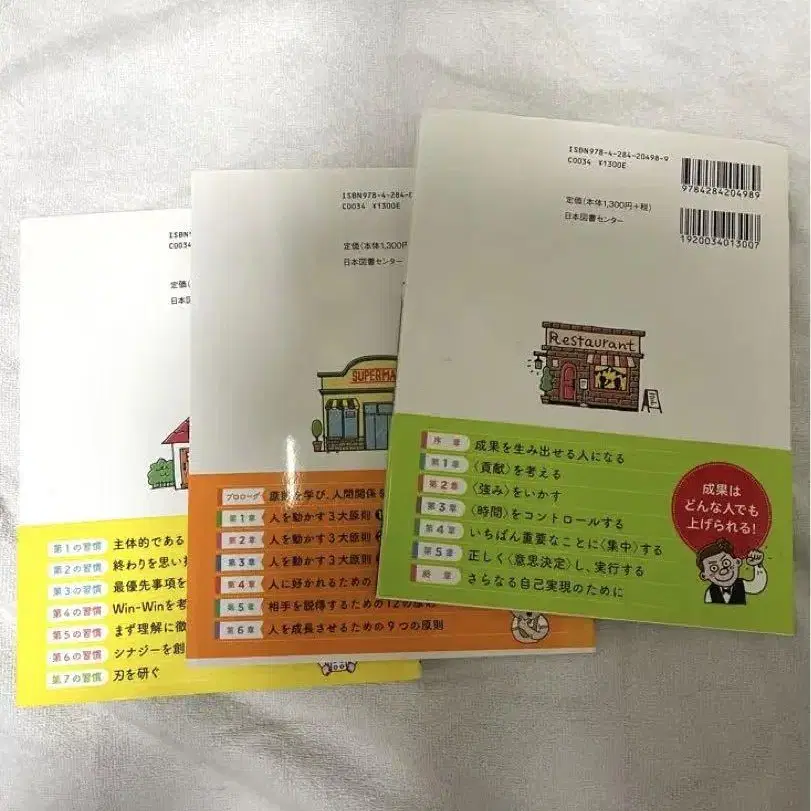 ISBN978-4-284-20498-9
C0034 ¥1300E
9784284204989
定価(本体1,300円+税)
日本図書センター
1920034013007
Restaurant
序 章 成果を生み出せる人になる
第1章 〈貢献〉を考える
第2章 〈強み〉をいかす
第3章 〈時間〉をコントロールする
第4章 いちばん重要なことに〈集中〉する
第5章 正しく〈意思決定〉し、実行する
終 章 さらなる自己実現のために
成果は
どんな人でも
上げられる!
ISBN978-4-284-
C0034 ¥1300E
定価(本体1,300円
日本図書センター
SUPERMA
プロローグ 原則を学び、人間関係を
第1章 人を動かす3大原則
第2章 人を動かす3大原則
第3章 人を動かす3大原則
第4章 人に好かれるための
第5章 相手を説得するための12の原則
第6章 人を成長させるための9つの原則
ISBN
C0034
定価(
日本図
第1の習慣 主体的である
第2の習慣 終わりを思い
第3の習慣 最優先事項を
第4の習慣 Win-Winを考
第5の習慣 まず理解に徹
第6の習慣 シナジーを創
第7の習慣 刃を研ぐ